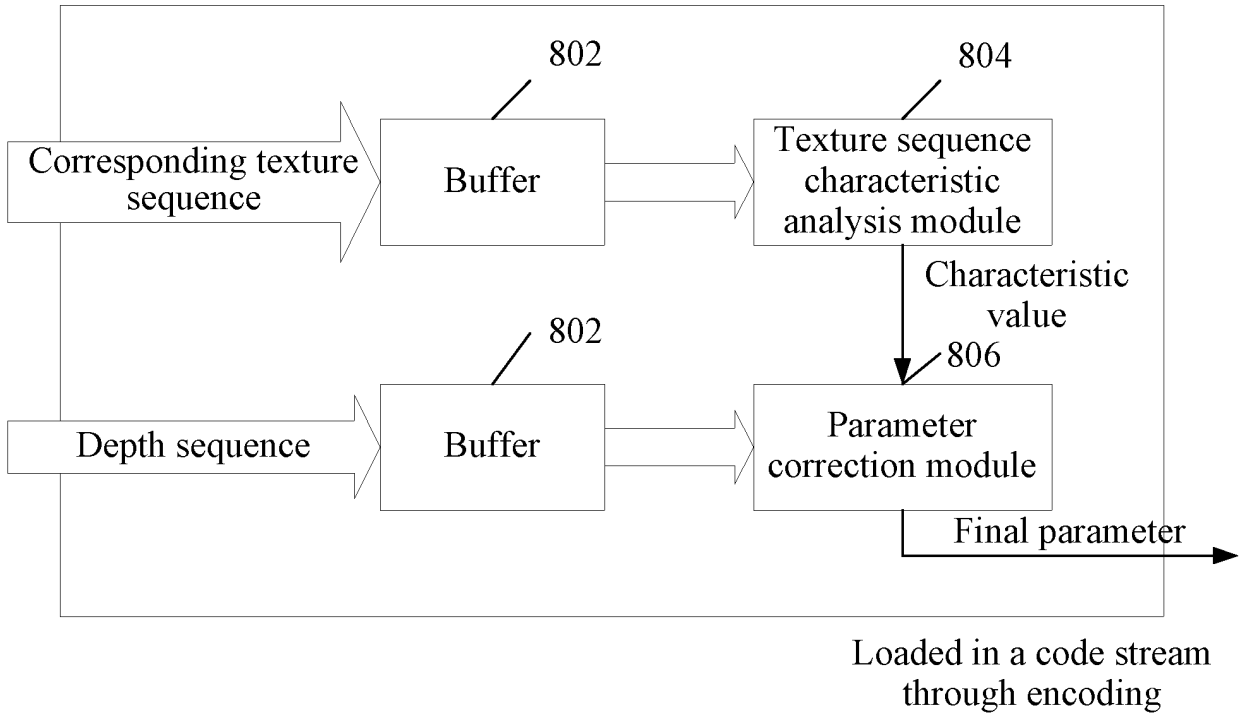 802
804
Corresponding texture
sequence
Buffer
Texture sequence
characteristic
analysis module
Characteristic
value
802
806
Depth sequence
Buffer
Parameter
correction module
Final parameter
Loaded in a code stream
through encoding